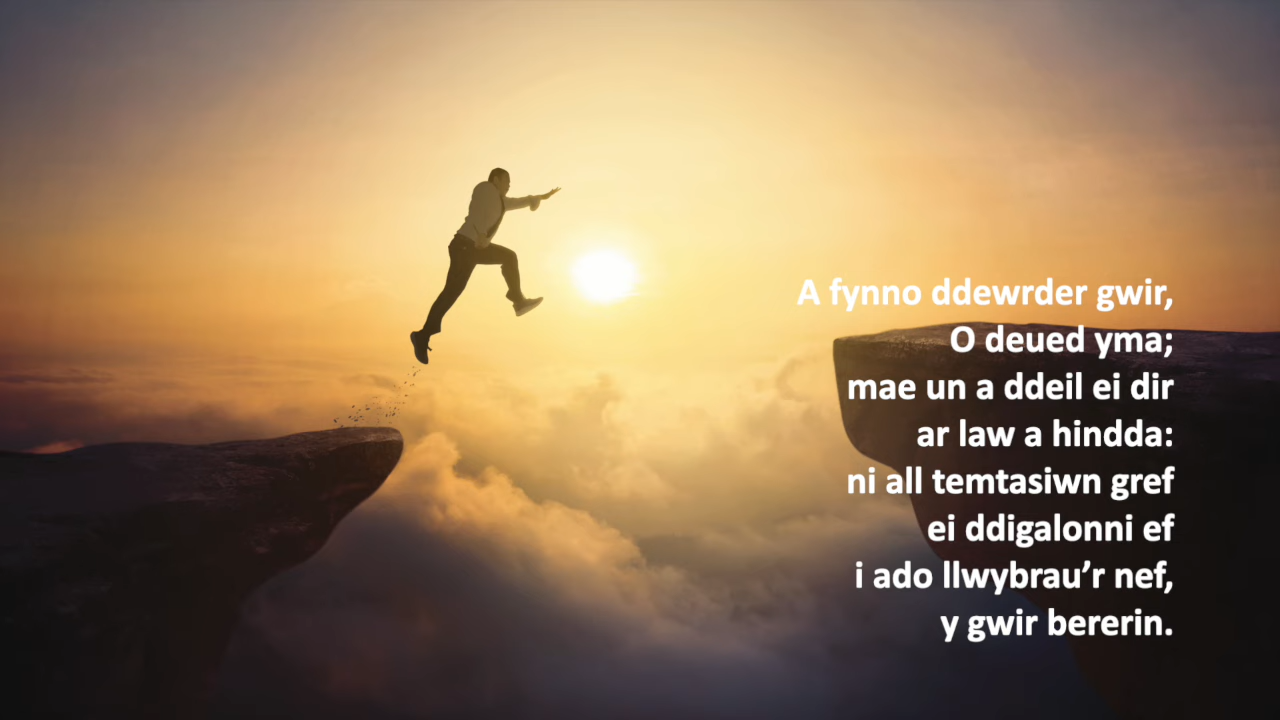 A fynno ddewrder gwir,
O deued yma;
mae un a ddeil ei dir
ar law a hindda:
ni all temtasiwn gref
ei ddigalonni ef
i ado llwybrau’r nef,
y gwir bererin.